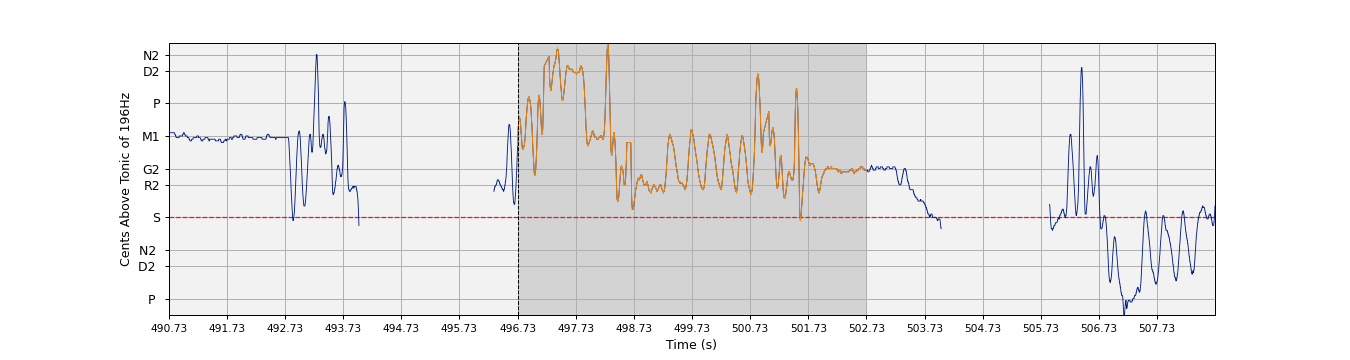 Cents Above Tonic of 196Hz
N2
D2
P
M1
G2
R2
S
N2
D2
P
490.73 491.73 492.73 493.73 494.73 495.73 496.73 497.73 498.73 499.73 500.73 501.73 502.73 503.73 504.73 505.73 506.73 507.73
Time (s)